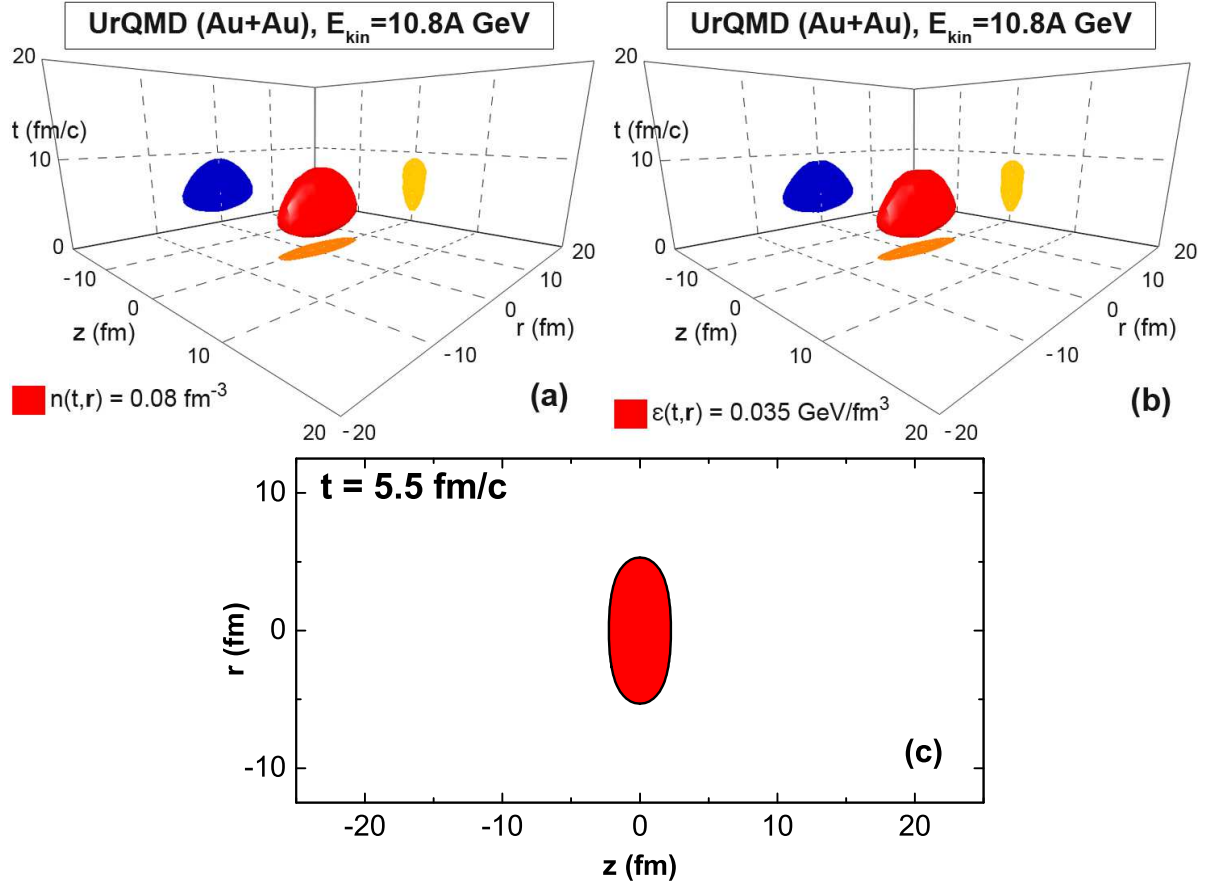 UrQMD (Au+Au), E_kin=10.8A GeV
20
t (fm/c)
10
0
-10
0
z (fm)
10
20
-20
-10
r (fm)
0
10
20
n(t,r) = 0.08 fm⁻³
(a)
UrQMD (Au+Au), E_kin=10.8A GeV
20
t (fm/c)
10
0
-10
0
z (fm)
10
20
-20
-10
r (fm)
0
10
20
ε(t,r) = 0.035 GeV/fm³
(b)
t = 5.5 fm/c
10
0
-10
r (fm)
(c)
-20
-10
0
10
20
z (fm)